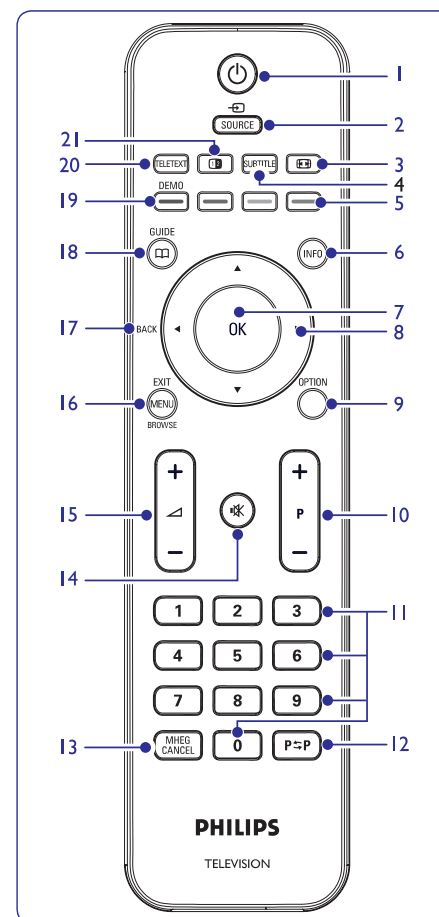 1
SOURCE
2
21
20
TELETEXT
SUBTITLE
3
4
DEMO
19
5
GUIDE
18
INFO
6
7
17
BACK
OK
8
EXIT
OPTION
16
MENU
9
BROWSE
+ +
15
P
10
14
– –
1 2 3
11
4 5 6
7 8 9
13
MHEG
CANCEL
0
P P
12
PHILIPS
TELEVISION